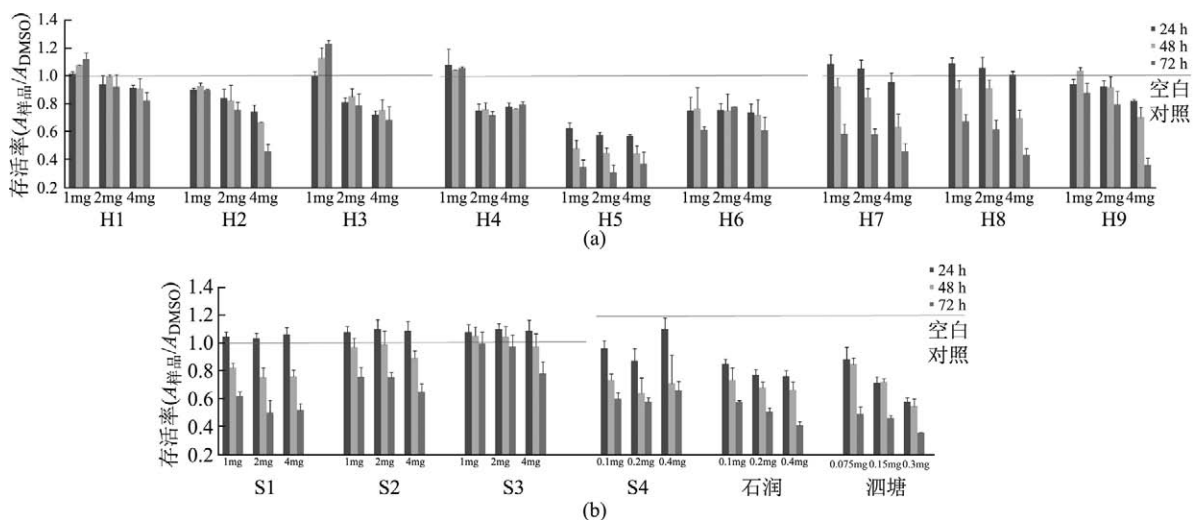 存活率(A样品/ADMSO)
1.4
1.2
1.0
0.8
0.6
0.4
0.2
24 h
48 h
72 h
空白
对照
1mg 2mg 4mg 1mg 2mg 4mg 1mg 2mg 4mg 1mg 2mg 4mg 1mg 2mg 4mg 1mg 2mg 4mg 1mg 2mg 4mg 1mg 2mg 4mg 1mg 2mg 4mg
H1 H2 H3 H4 H5 H6 H7 H8 H9
(a)
存活率(A样品/ADMSO)
1.4
1.2
1.0
0.8
0.6
0.4
0.2
24 h
48 h
72 h
空白
对照
1mg 2mg 4mg 1mg 2mg 4mg 1mg 2mg 4mg 0.1mg 0.2mg 0.4mg 0.1mg 0.2mg 0.4mg 0.075mg 0.15mg 0.3mg
S1 S2 S3 S4 石润 泗塘
(b)